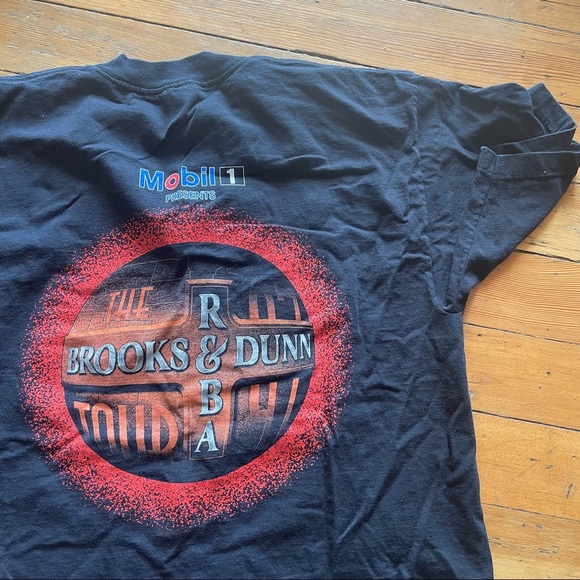 Mobil 1
PRESENTS
THE
R
BROOKS & DUNN
B
A
TOUR